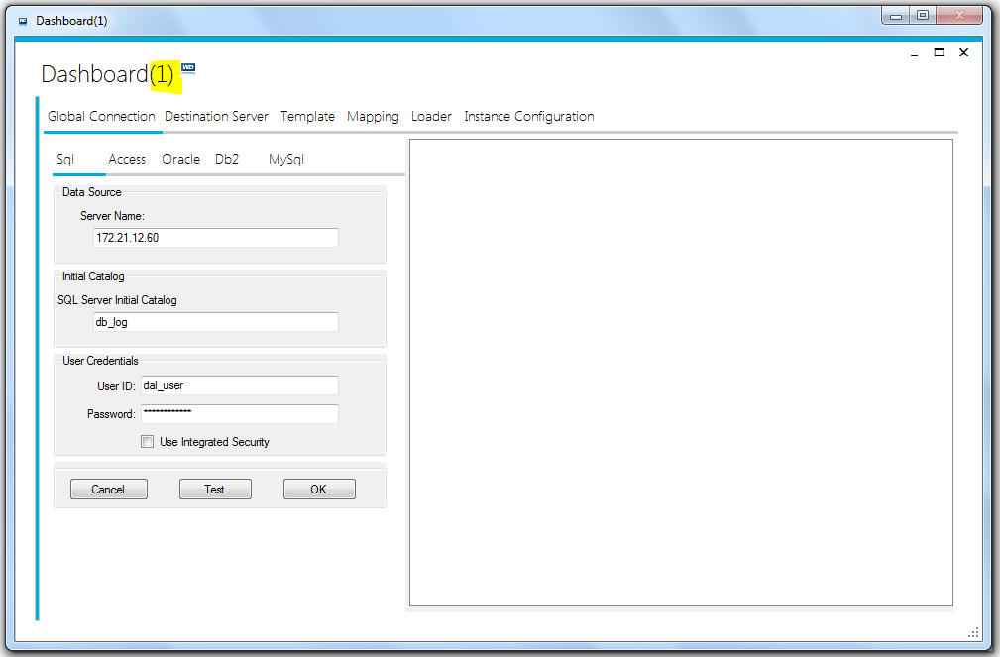 Dashboard(1)
Dashboard(1) WD
Global Connection Destination Server Template Mapping Loader Instance Configuration
Sql Access Oracle Db2 MySql
Data Source
Server Name:
172.21.12.60
Initial Catalog
SQL Server Initial Catalog
db_log
User Credentials
User ID: dal_user
Password: ************
Use Integrated Security
Cancel Test OK